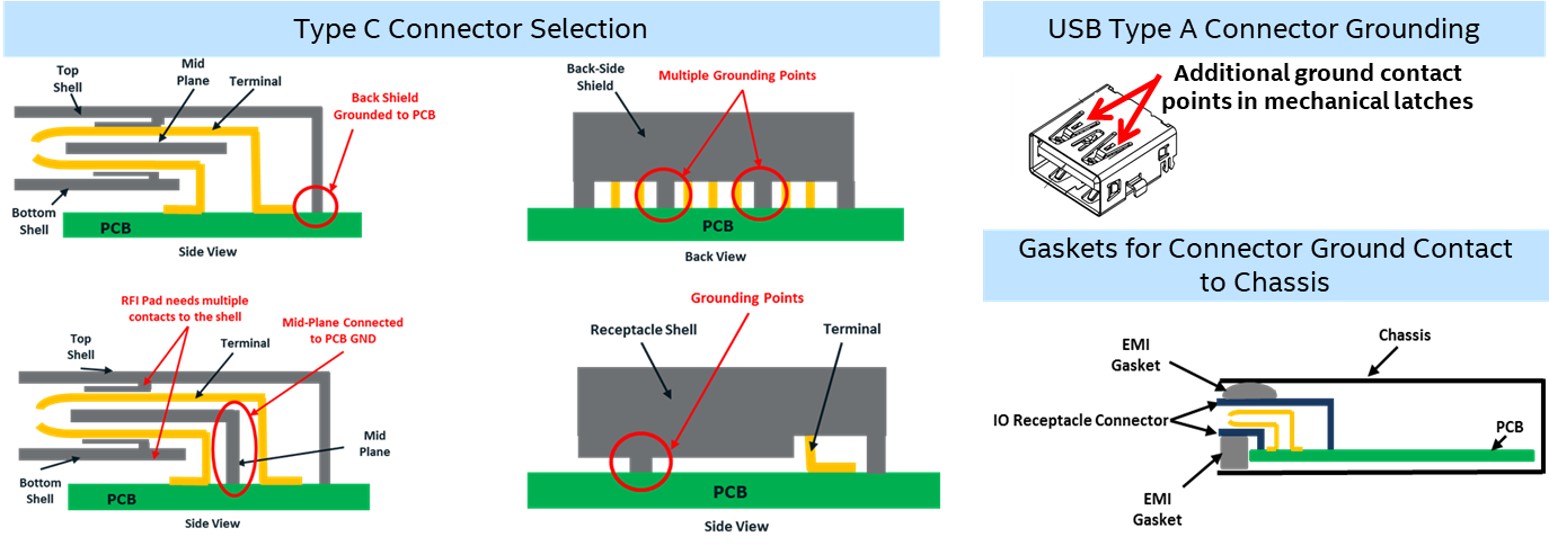 Type C Connector Selection
Top
Shell
Mid
Plane
Terminal
Back Shield
Grounded to PCB
Bottom
Shell
PCB
Side View
Back-Side
Shield
Multiple Grounding Points
PCB
Back View
RFI Pad needs multiple
contacts to the shell
Mid-Plane Connected
to PCB GND
Top
Shell
Terminal
Mid
Plane
Bottom
Shell
PCB
Side View
Grounding Points
Receptacle Shell
Terminal
PCB
Side View
USB Type A Connector Grounding
Additional ground contact
points in mechanical latches
Gaskets for Connector Ground Contact
to Chassis
Chassis
EMI
Gasket
IO Receptacle Connector
PCB
EMI
Gasket